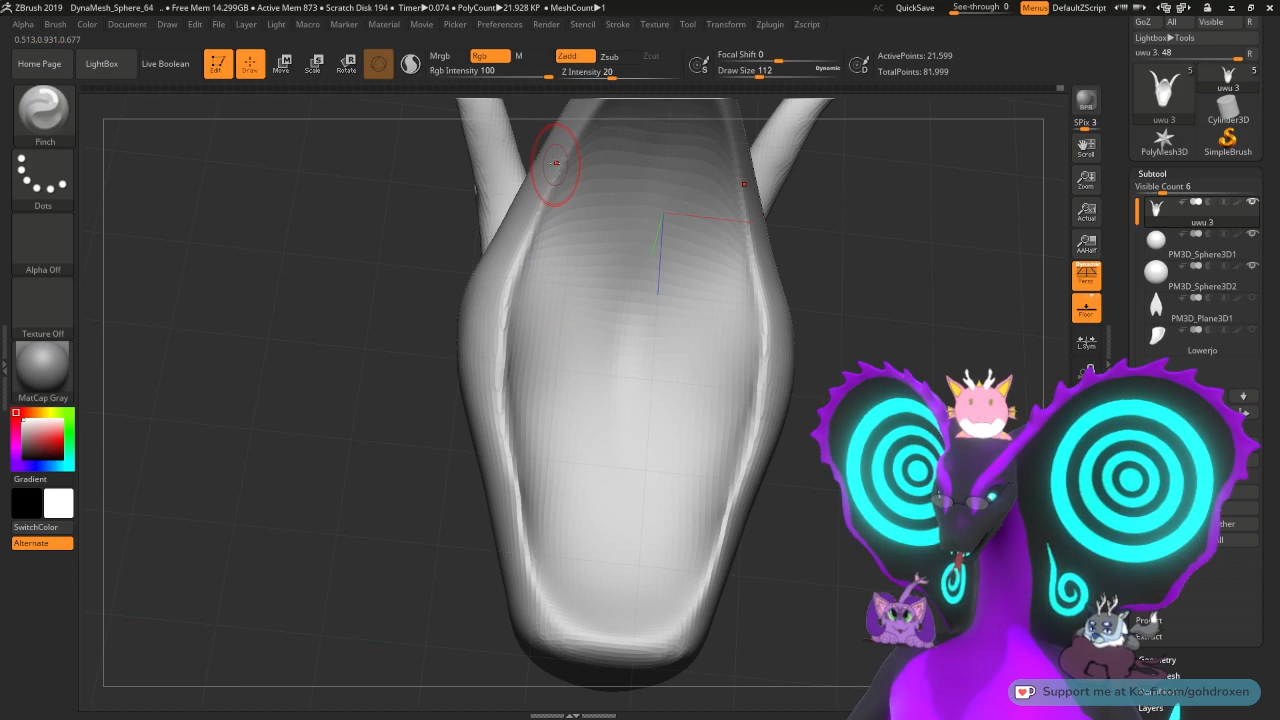 ZBrush 2019 DynaMesh_Sphere_64 .. • Free Mem 14.299GB • Active Mem 873 • Scratch Disk 194 • Timer▶0.074 • PolyCount▶21.928 KP • MeshCount▶1
AC QuickSave See-through 0 Menus DefaultZScript
Alpha Brush Color Document Draw Edit File Layer Light Macro Marker Material Movie Picker Preferences Render Stencil Stroke Texture Tool Transform Zplugin Zscript
GoZ All Visible R
0.513,0.931,0.677
Lightbox▶Tools
Home Page LightBox Live Boolean Edit Draw Move Scale Rotate
Mrgb Rgb M Zadd Zsub Zcut
Rgb Intensity 100 Z Intensity 20
S Focal Shift 0
Draw Size 112 Dynamic
D ActivePoints: 21.599
TotalPoints: 81.999
uwu 3. 48 R
5 5
uwu 3
Cylinder3D
uwu 3
PolyMesh3D SimpleBrush
Pinch
Dots
Alpha Off
Texture Off
MatCap Gray
Gradient
SwitchColor
Alternate
BPR
SPix 3
Scroll
Zoom
Actual
AAHalf
Dynamic
Persp
Floor
L.Sym
Subtool
Visible Count 6
uwu 3
PM3D_Sphere3D1
PM3D_Sphere3D2
PM3D_Plane3D1
Lowerjo
Extract
Geometry
Layers
Support me at Ko-fi.com/gohdroxen